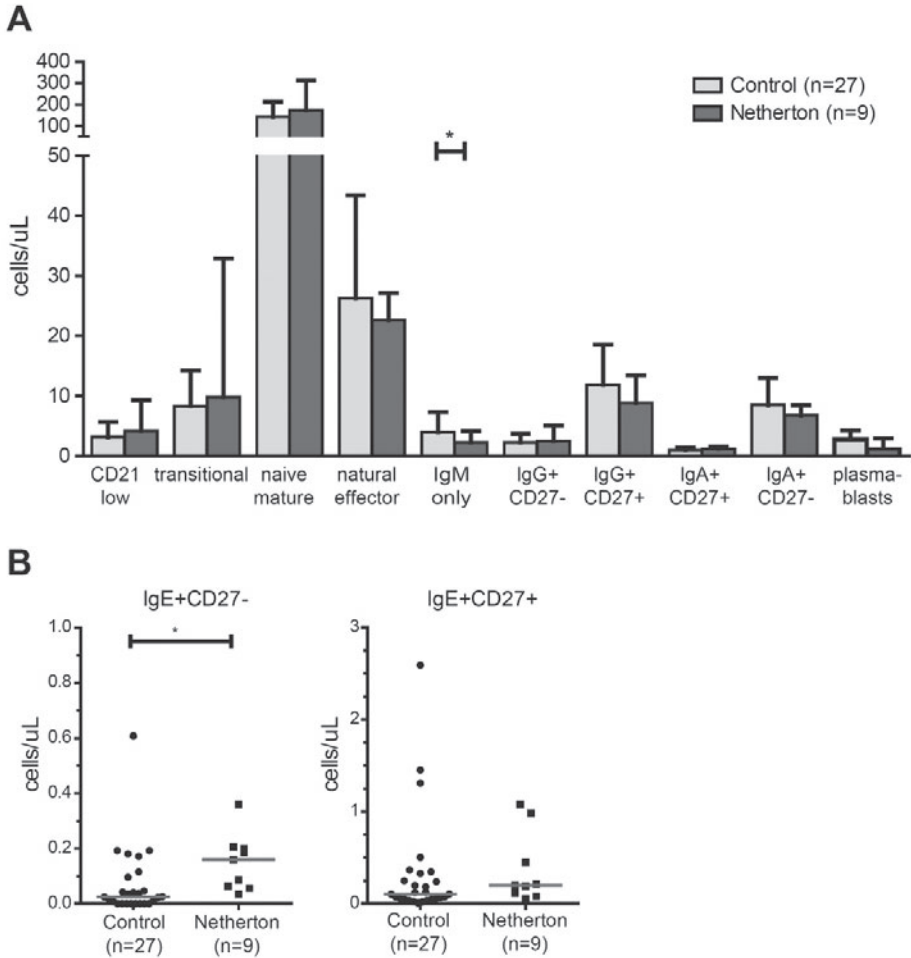 A
400
300
200
100
50
40
30
20
10
0
cells/uL
Control (n=27)
Netherton (n=9)
*
CD21 low
transitional
naive mature
natural effector
IgM only
IgG+ CD27-
IgG+ CD27+
IgA+ CD27+
IgA+ CD27-
plasma- blasts
B
IgE+CD27-
1.0
0.8
0.6
0.4
0.2
0.0
cells/uL
*
Control (n=27)
Netherton (n=9)
IgE+CD27+
3
2
1
0
cells/uL
Control (n=27)
Netherton (n=9)